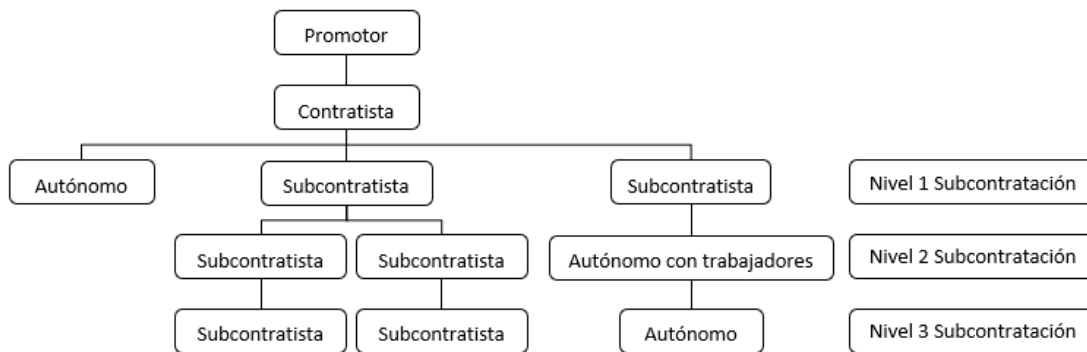 Promotor
Contratista
Autónomo
Subcontratista
Subcontratista
Nivel 1 Subcontratación
Subcontratista
Subcontratista
Autónomo con trabajadores
Nivel 2 Subcontratación
Subcontratista
Subcontratista
Autónomo
Nivel 3 Subcontratación